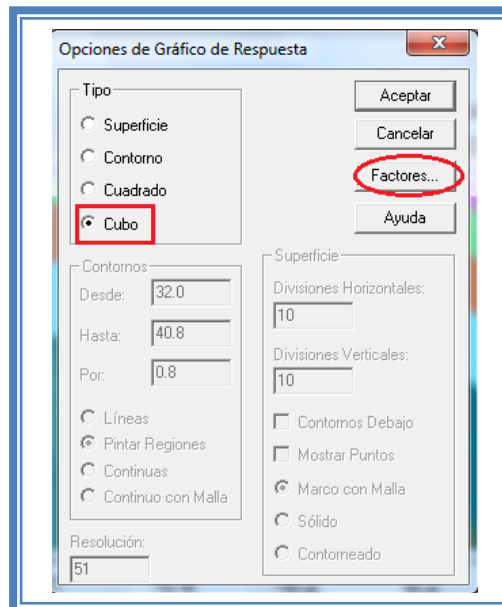 Opciones de Gráfico de Respuesta
Tipo
Superficie
Contorno
Cuadrado
Cubo
Aceptar
Cancelar
Factores...
Ayuda
Contornos
Desde: 32.0
Hasta: 40.8
Por: 0.8
Líneas
Pintar Regiones
Continuas
Continuo con Malla
Resolución:
51
Superficie
Divisiones Horizontales:
10
Divisiones Verticales:
10
Contornos Debajo
Mostrar Puntos
Marco con Malla
Sólido
Contorneado